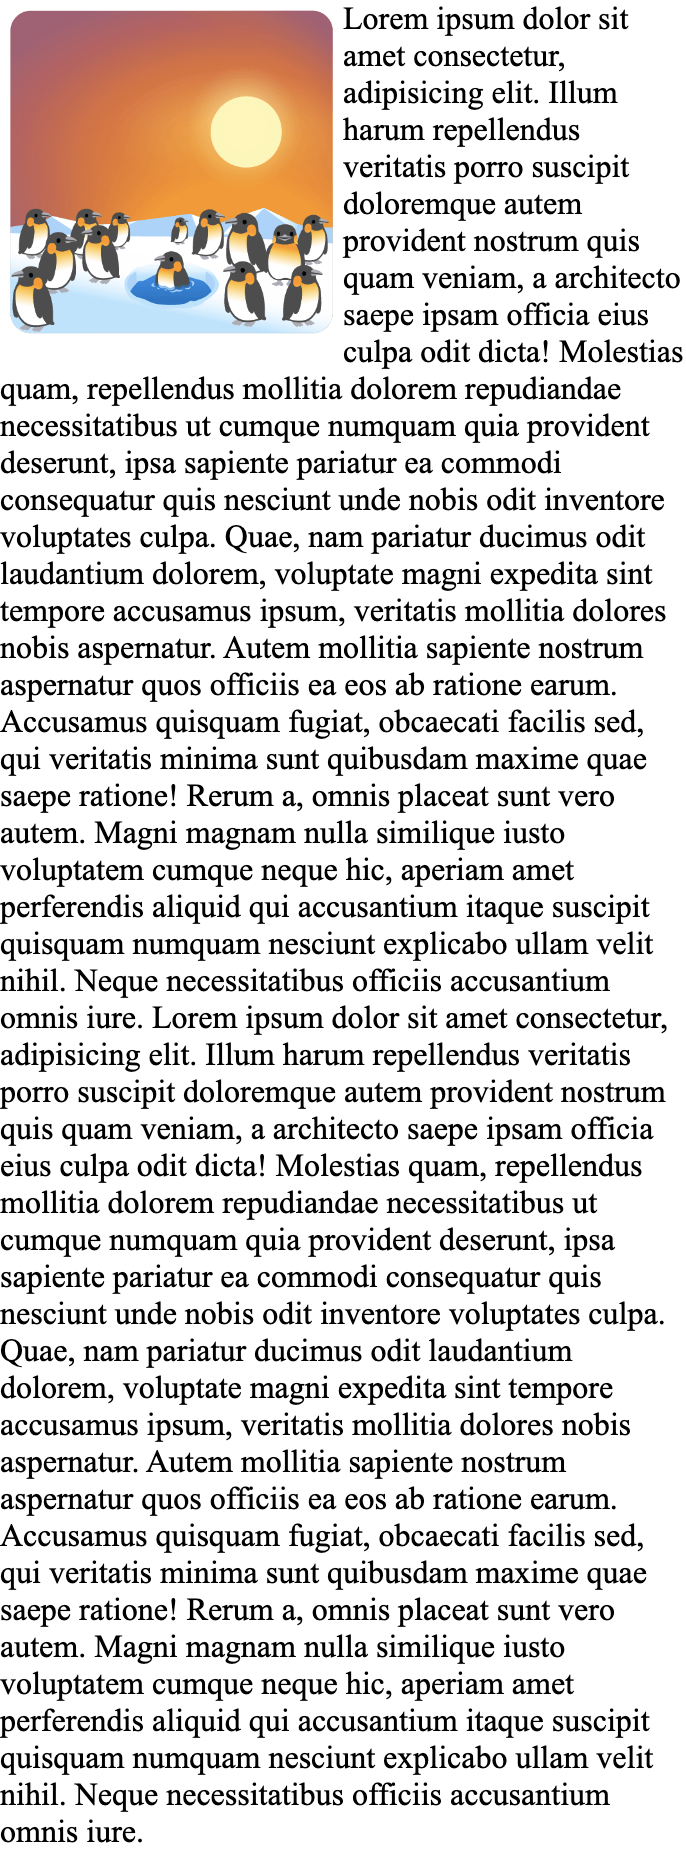 Lorem ipsum dolor sit
amet consectetur,
adipisicing elit. Illum
harum repellendus
veritatis porro suscipit
doloremque autem
provident nostrum quis
quam veniam, a architecto
saepe ipsam officia eius
culpa odit dicta! Molestias
quam, repellendus mollitia dolorem repudiandae
necessitatibus ut cumque numquam quia provident
deserunt, ipsa sapiente pariatur ea commodi
consequatur quis nesciunt unde nobis odit inventore
voluptates culpa. Quae, nam pariatur ducimus odit
laudantium dolorem, voluptate magni expedita sint
tempore accusamus ipsum, veritatis mollitia dolores
nobis aspernatur. Autem mollitia sapiente nostrum
aspernatur quos officiis ea eos ab ratione earum.
Accusamus quisquam fugiat, obcaecati facilis sed,
qui veritatis minima sunt quibusdam maxime quae
saepe ratione! Rerum a, omnis placeat sunt vero
autem. Magni magnam nulla similique iusto
voluptatem cumque neque hic, aperiam amet
perferendis aliquid qui accusantium itaque suscipit
quisquam numquam nesciunt explicabo ullam velit
nihil. Neque necessitatibus officiis accusantium
omnis iure. Lorem ipsum dolor sit amet consectetur,
adipisicing elit. Illum harum repellendus veritatis
porro suscipit doloremque autem provident nostrum
quis quam veniam, a architecto saepe ipsam officia
eius culpa odit dicta! Molestias quam, repellendus
mollitia dolorem repudiandae necessitatibus ut
cumque numquam quia provident deserunt, ipsa
sapiente pariatur ea commodi consequatur quis
nesciunt unde nobis odit inventore voluptates culpa.
Quae, nam pariatur ducimus odit laudantium
dolorem, voluptate magni expedita sint tempore
accusamus ipsum, veritatis mollitia dolores nobis
aspernatur. Autem mollitia sapiente nostrum
aspernatur quos officiis ea eos ab ratione earum.
Accusamus quisquam fugiat, obcaecati facilis sed,
qui veritatis minima sunt quibusdam maxime quae
saepe ratione! Rerum a, omnis placeat sunt vero
autem. Magni magnam nulla similique iusto
voluptatem cumque neque hic, aperiam amet
perferendis aliquid qui accusantium itaque suscipit
quisquam numquam nesciunt explicabo ullam velit
nihil. Neque necessitatibus officiis accusantium
omnis iure.